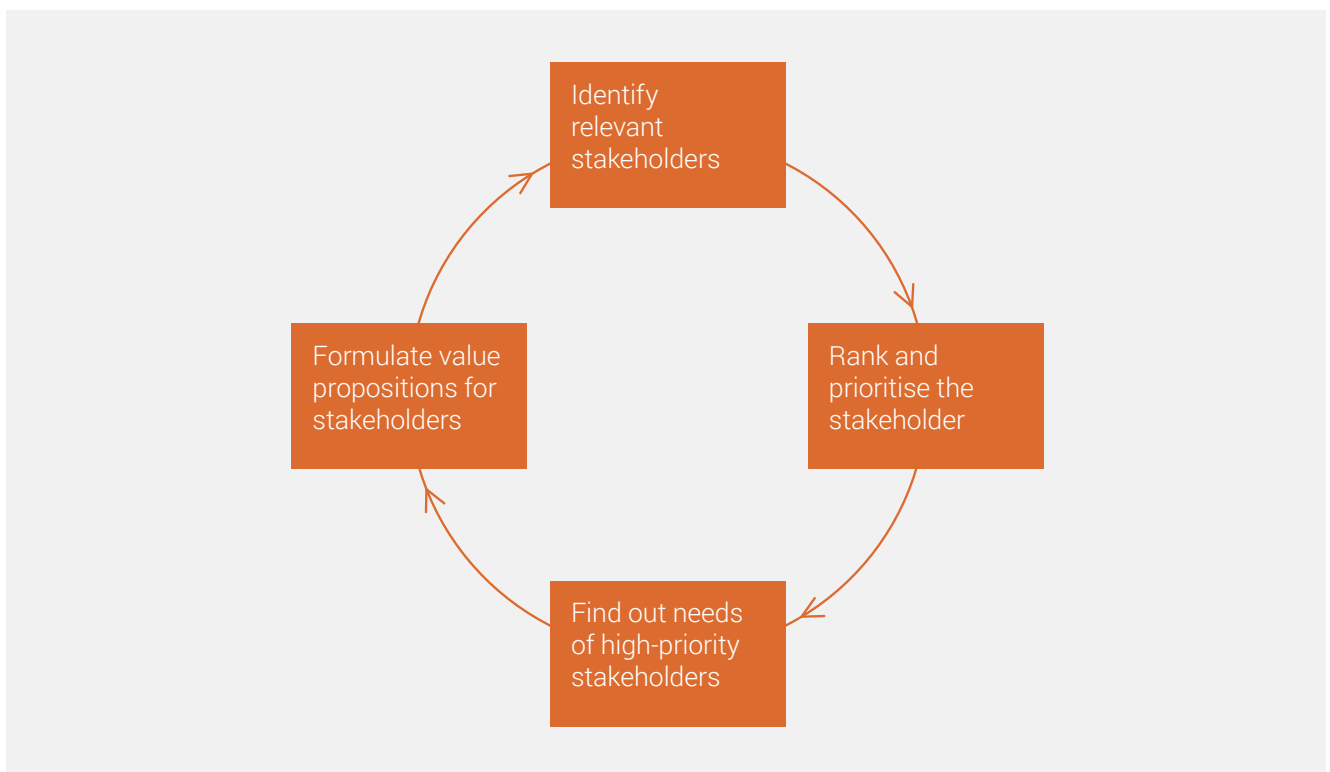 Identify
relevant
stakeholders
Rank and
prioritise the
stakeholder
Find out needs
of high-priority
stakeholders
Formulate value
propositions for
stakeholders